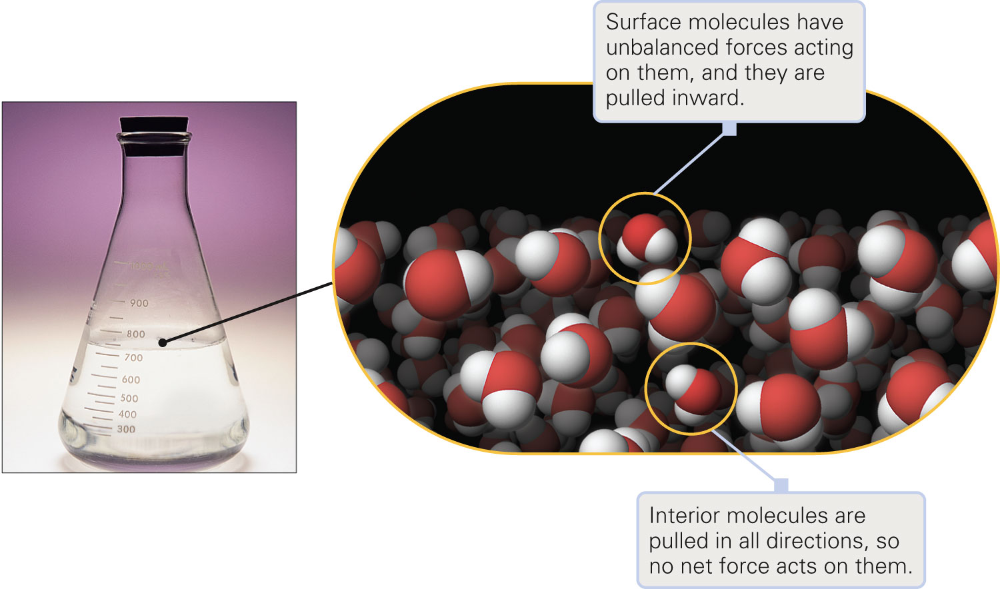 Surface molecules have
unbalanced forces acting
on them, and they are
pulled inward.
1000
900
800
700
600
500
400
300
Interior molecules are
pulled in all directions, so
no net force acts on them.